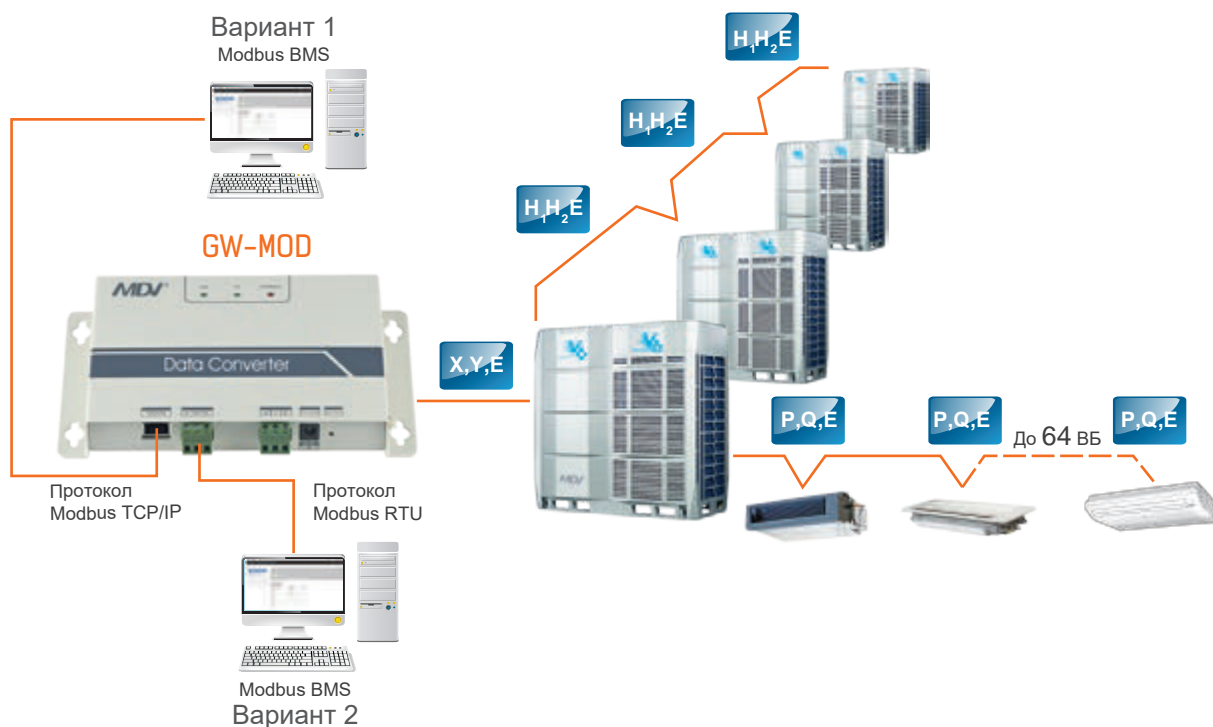 Вариант 1
Modbus BMS
H₁H₂E
H₁H₂E
H₁H₂E
GW-MOD
MDV
Data Converter
X,Y,E
MDV
P,Q,E
P,Q,E
До 64 ВБ
P,Q,E
Протокол
Modbus TCP/IP
Протокол
Modbus RTU
Modbus BMS
Вариант 2